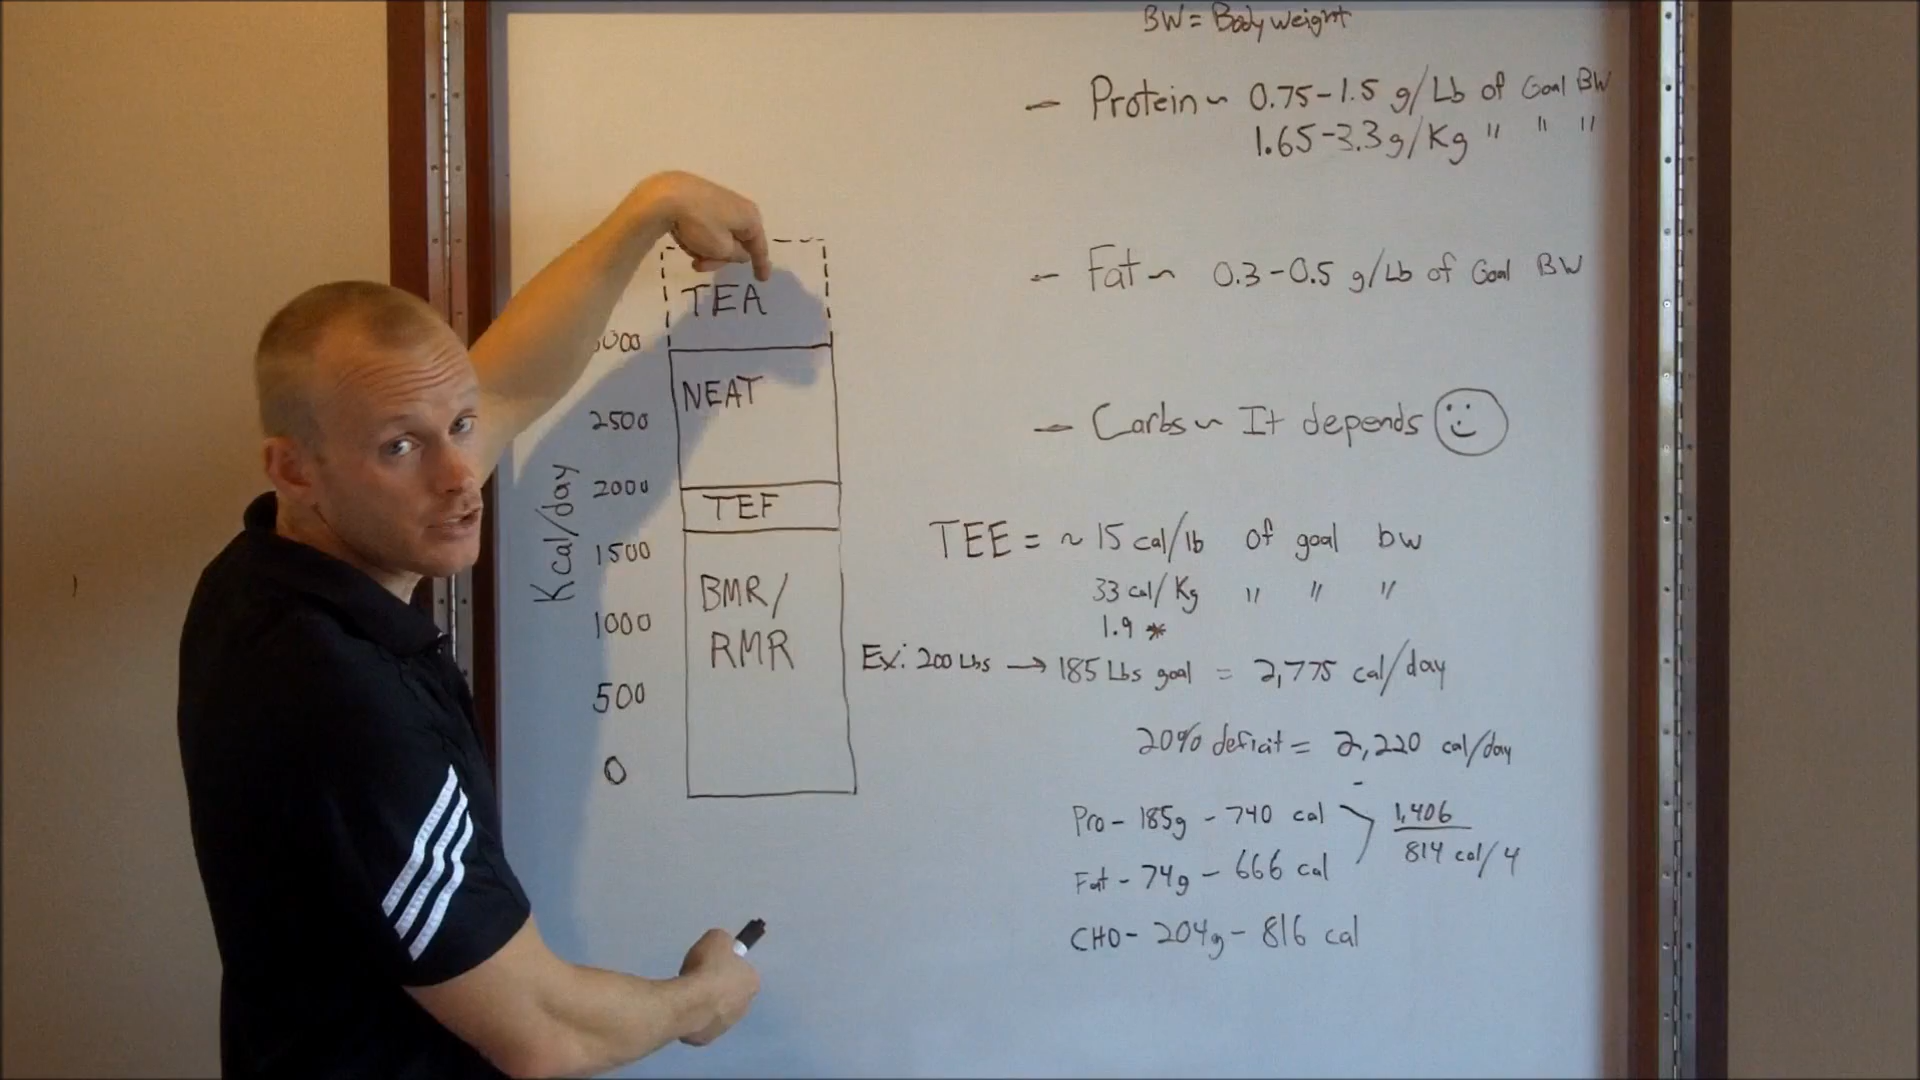 BW = Bodyweight
- Protein ~ 0.75-1.5 g/Lb of Goal BW
1.65-3.3g/Kg " " "
- Fat ~ 0.3-0.5 g/Lb of Goal BW
- Carbs ~ It depends
TEA
NEAT
TEF
BMR/
RMR
Kcal/day
2500
2000
1500
1000
500
0
TEE = ~ 15 cal/lb of goal bw
33 cal/Kg " " "
1.9 *
Ex: 200 Lbs → 185 Lbs goal = 2,775 cal/day
20% deficit = 2,220 cal/day
-
Pro - 185g - 740 cal 1,406
814 cal/4
Fat - 74g - 666 cal
CHO - 204g - 816 cal